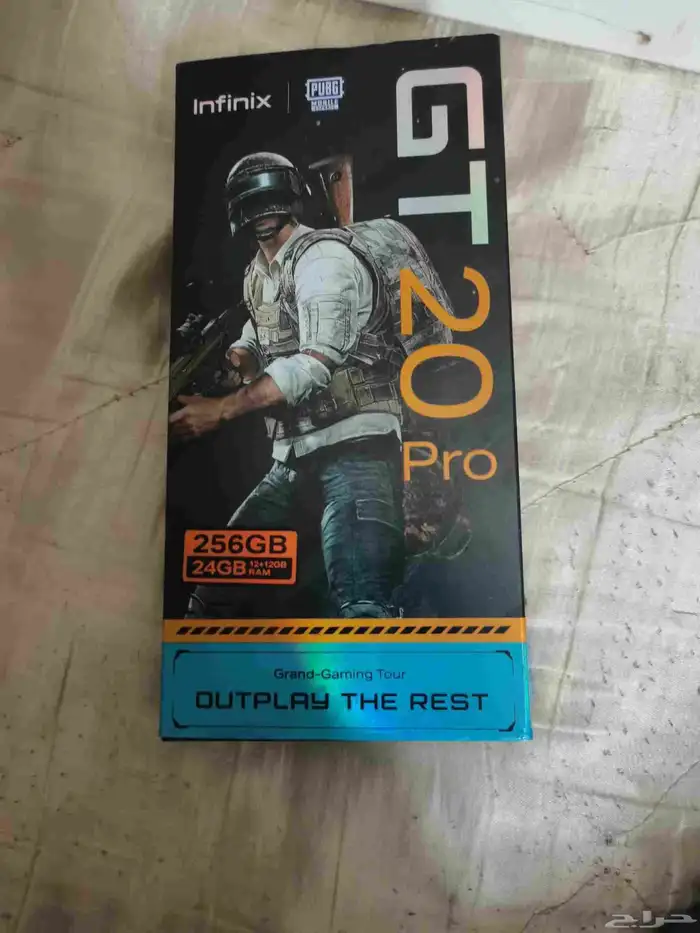 Infinix
PUBG
MOBILE
GT 20 Pro
256GB
24GB 12+12GB RAM
Grand-Gaming Tour
OUTPLAY THE REST
حراج